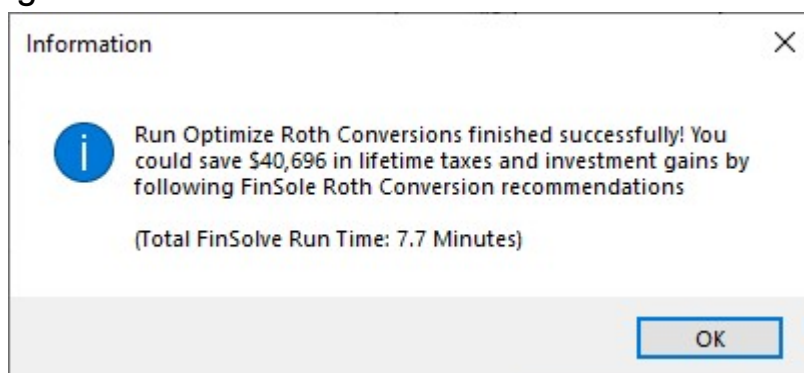 Information
Run Optimize Roth Conversions finished successfully! You
could save $40,696 in lifetime taxes and investment gains by
following FinSole Roth Conversion recommendations
(Total FinSolve Run Time: 7.7 Minutes)
OK